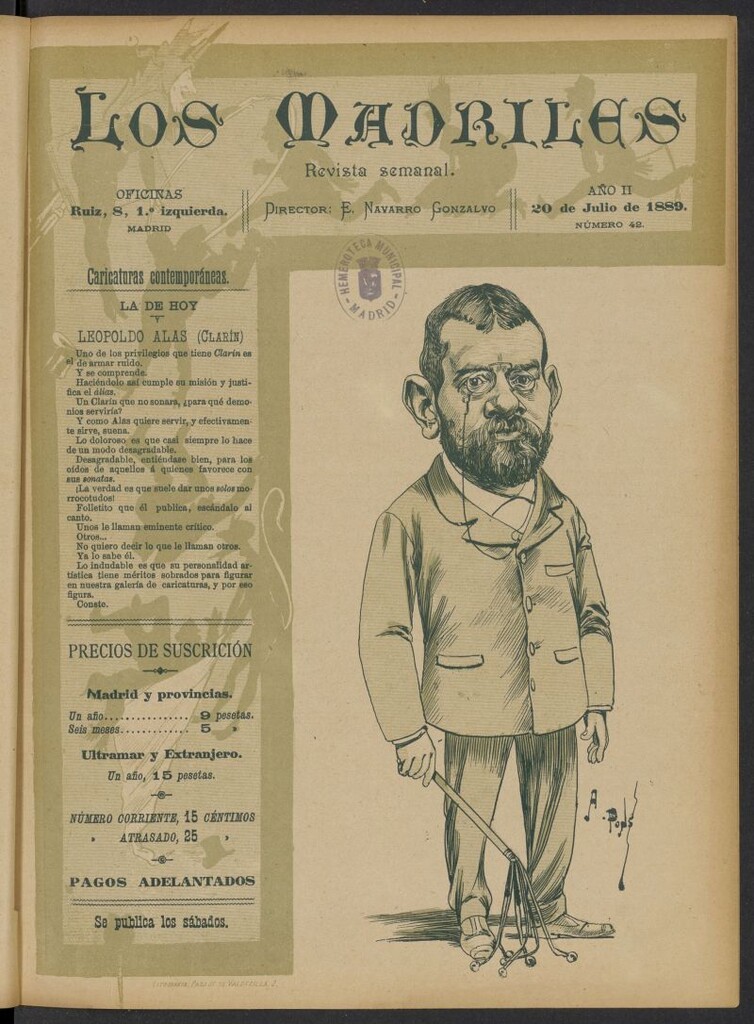 LOS MADRILES
Revista semanal.
OFICINAS
Ruiz, 8, 1.º izquierda.
MADRID
DIRECTOR: E. NAVARRO GONZALVO
AÑO II
20 de Julio de 1889.
NÚMERO 42.
HEMEROTECA MUNICIPAL
MADRID
Caricaturas contemporáneas.
LA DE HOY
LEOPOLDO ALAS (CLARÍN)
Uno de los privilegios que tiene Clarín es
el de armar ruido.
Y se comprende.
Haciéndolo así cumple su misión y justi-
fica el alias.
Un Clarín que no sonara, ¿para qué demo-
nios serviría?
Y como Alas quiere servir, y efectivamen-
te sirve, suena.
Lo doloroso es que casi siempre lo hace
de un modo desagradable.
Desagradable, entiéndase bien, para los
oídos de aquellos á quienes favorece con
sus sonatas.
¡La verdad es que suele dar unos solos mo-
rrocotudos!
Folletito que él publica, escándalo al
canto.
Unos le llaman eminente crítico.
Otros...
No quiero decir lo que le llaman otros.
Ya lo sabe él.
Lo indudable es que su personalidad ar-
tística tiene méritos sobrados para figurar
en nuestra galería de caricaturas, y por eso
figura.
Conste.
PRECIOS DE SUSCRICIÓN
Madrid y provincias.
Un año............... 9 pesetas.
Seis meses............ 5 »
Ultramar y Extranjero.
Un año, 15 pesetas.
NÚMERO CORRIENTE, 15 CÉNTIMOS
» ATRASADO, 25 »
PAGOS ADELANTADOS
Se publica los sábados.
A. Pons